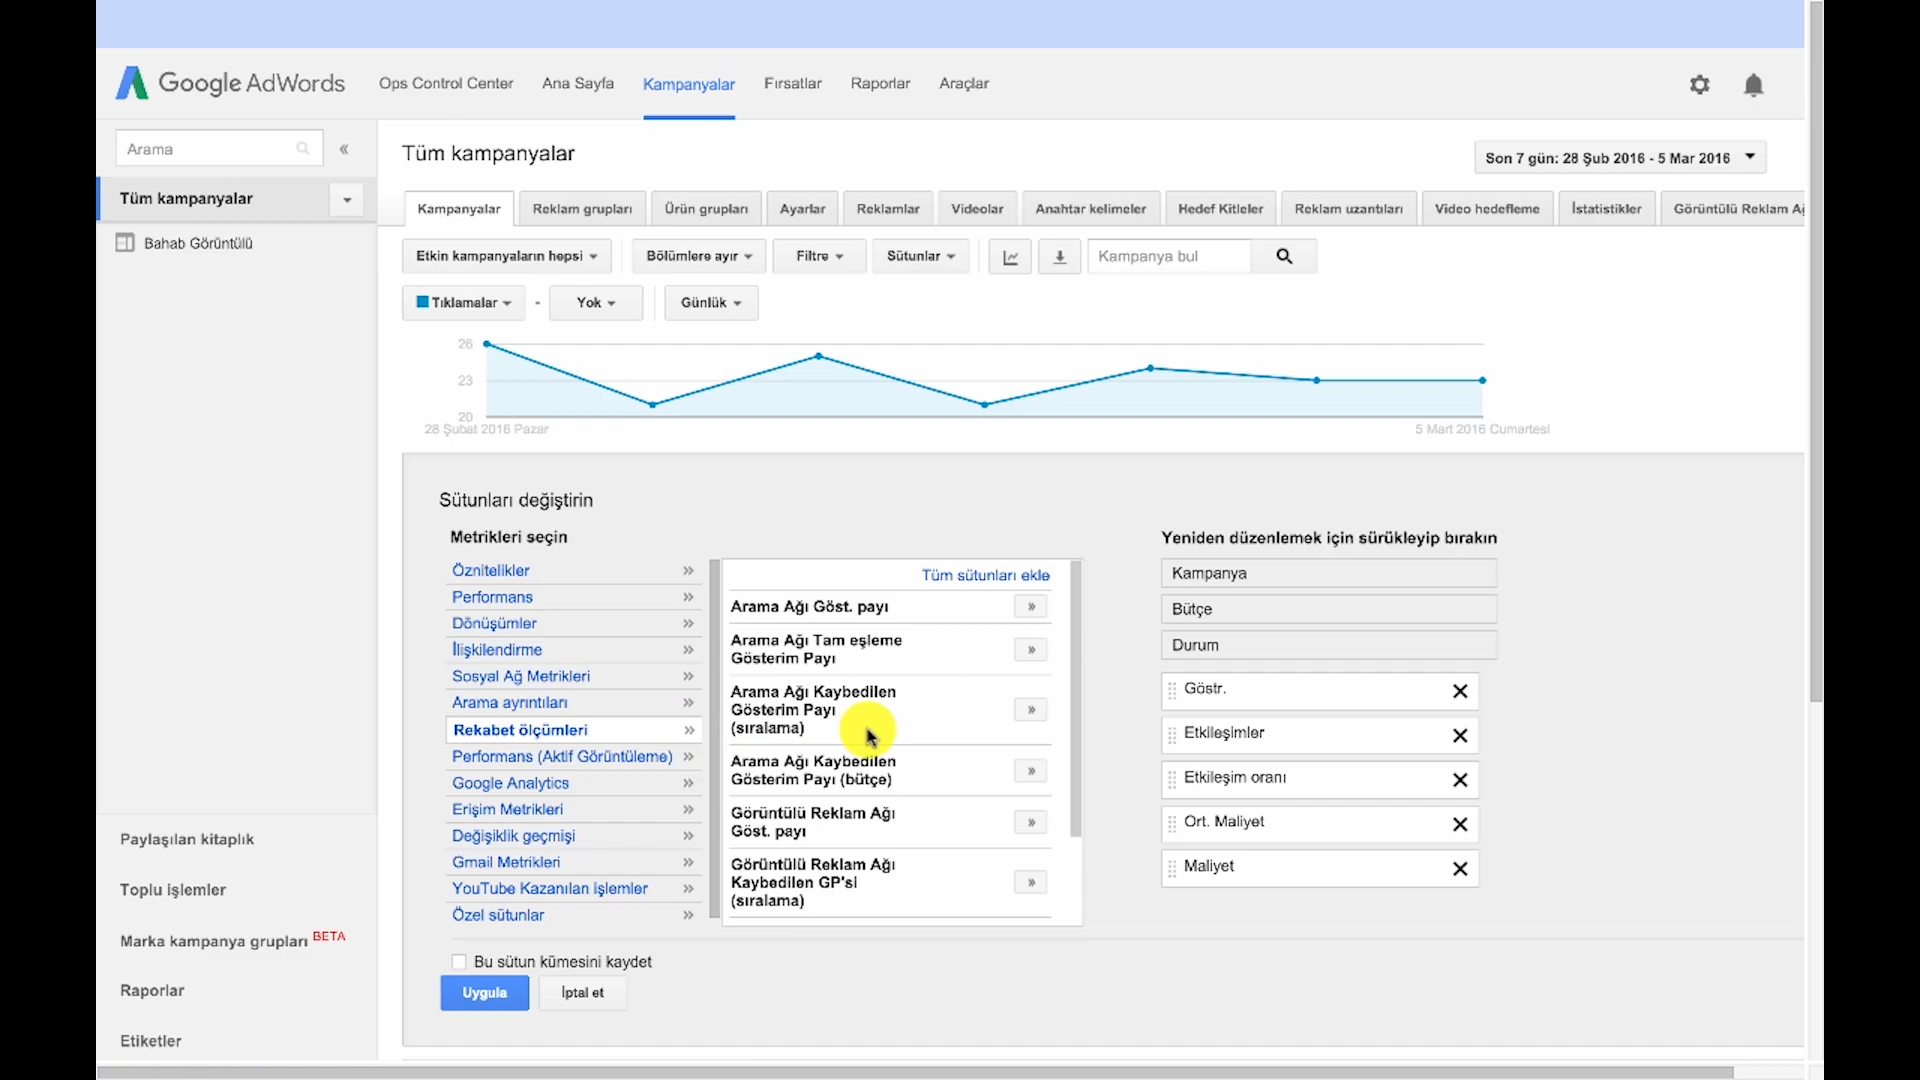 Google AdWords
Ops Control Center
Ana Sayfa
Kampanyalar
Fırsatlar
Raporlar
Araçlar
Arama
«
Tüm kampanyalar
Bahab Görüntülü
Paylaşılan kitaplık
Toplu işlemler
Marka kampanya grupları BETA
Raporlar
Etiketler
Tüm kampanyalar
Son 7 gün: 28 Şub 2016 - 5 Mar 2016
Kampanyalar
Reklam grupları
Ürün grupları
Ayarlar
Reklamlar
Videolar
Anahtar kelimeler
Hedef Kitleler
Reklam uzantıları
Video hedefleme
İstatistikler
Görüntülü Reklam Ağ
Etkin kampanyaların hepsi
Bölümlere ayır
Filtre
Sütunlar
Kampanya bul
Tıklamalar
-
Yok
Günlük
26
23
20
28 Şubat 2016 Pazar
5 Mart 2016 Cumartesi
Sütunları değiştirin
Metrikleri seçin
Öznitelikler »
Performans »
Dönüşümler »
İlişkilendirme »
Sosyal Ağ Metrikleri »
Arama ayrıntıları »
Rekabet ölçümleri »
Performans (Aktif Görüntüleme) »
Google Analytics »
Erişim Metrikleri »
Değişiklik geçmişi »
Gmail Metrikleri »
YouTube Kazanılan İşlemler »
Özel sütunlar »
Tüm sütunları ekle
Arama Ağı Göst. payı »
Arama Ağı Tam eşleme
Gösterim Payı »
Arama Ağı Kaybedilen
Gösterim Payı
(sıralama) »
Arama Ağı Kaybedilen
Gösterim Payı (bütçe) »
Görüntülü Reklam Ağı
Göst. payı »
Görüntülü Reklam Ağı
Kaybedilen GP'si
(sıralama) »
Yeniden düzenlemek için sürükleyip bırakın
Kampanya
Bütçe
Durum
Göstr.
Etkileşimler
Etkileşim oranı
Ort. Maliyet
Maliyet
Bu sütun kümesini kaydet
Uygula
İptal et